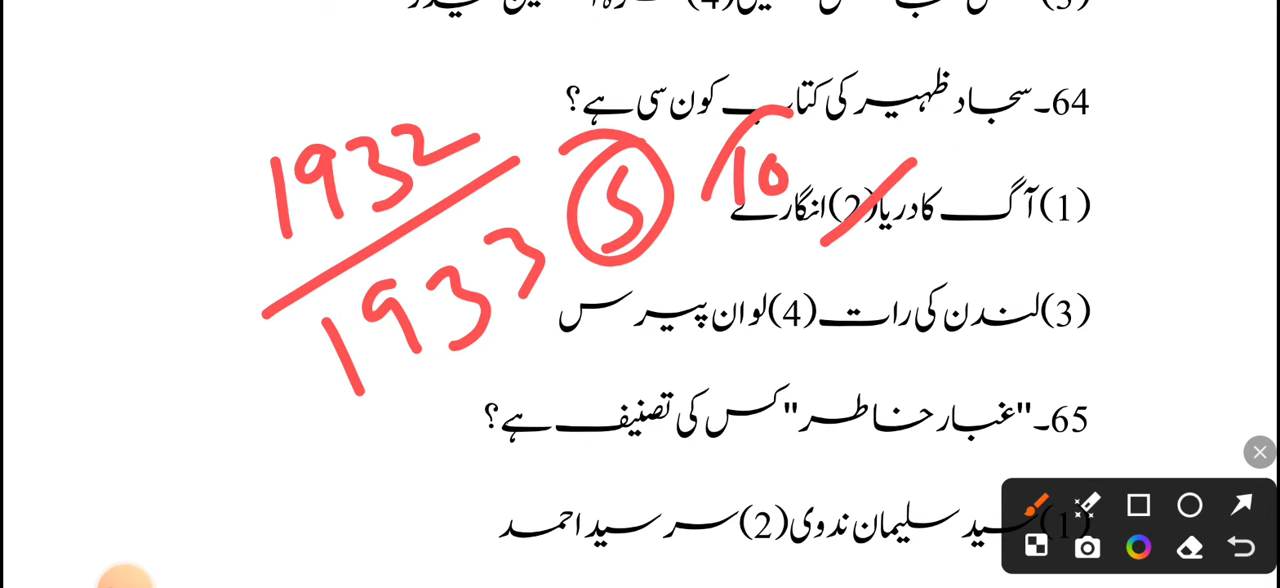 64۔سجاد ظہیر کی کتاب کون سی ہے؟
1932
5
10
(1)آگ کا دریا(2)انگارے
1933
(3)لندن کی رات(4)لوان پیرس
65۔"غبار خاطر"کس کی تصنیف ہے؟
(1)سید سلیمان ندوی(2)سر سید احمد